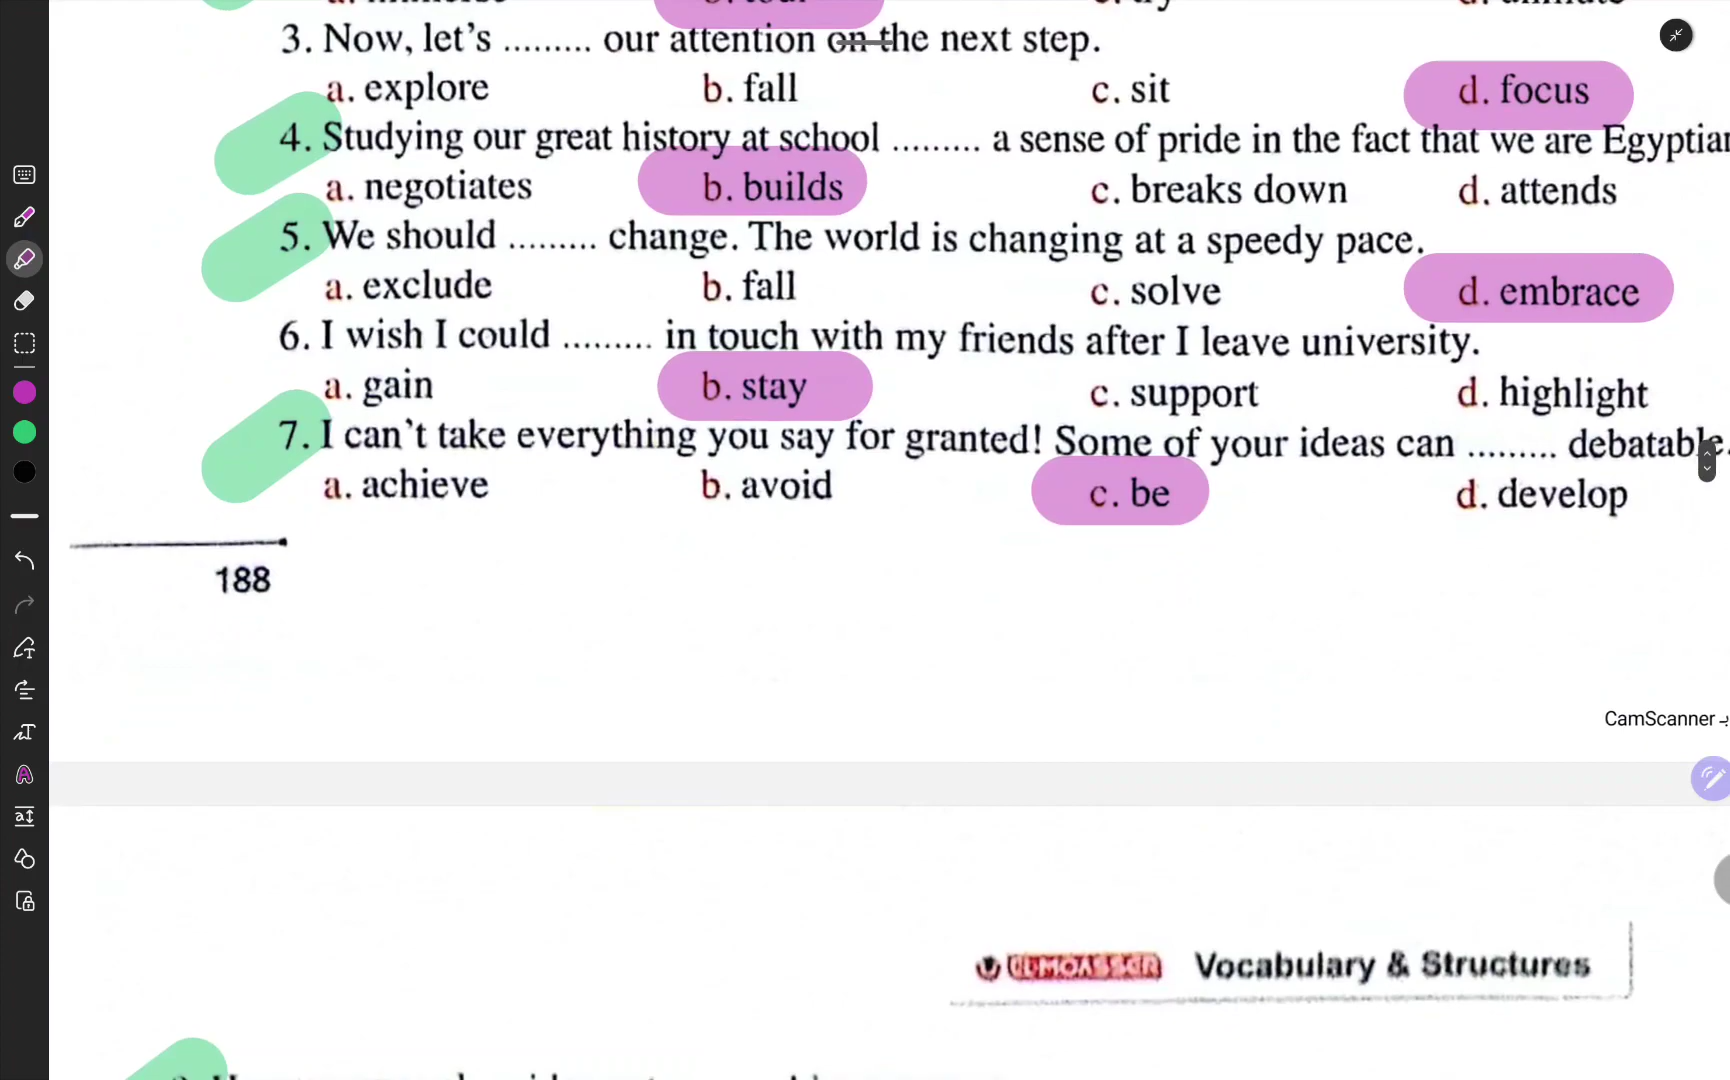 3. Now, let's ......... our attention on the next step.
a. explore b. fall c. sit d. focus
4. Studying our great history at school ......... a sense of pride in the fact that we are Egyptian
a. negotiates b. builds c. breaks down d. attends
5. We should ......... change. The world is changing at a speedy pace.
a. exclude b. fall c. solve d. embrace
6. I wish I could ......... in touch with my friends after I leave university.
a. gain b. stay c. support d. highlight
7. I can't take everything you say for granted! Some of your ideas can ......... debatable.
a. achieve b. avoid c. be d. develop
188
CamScanner
EL-MOASSER Vocabulary & Structures